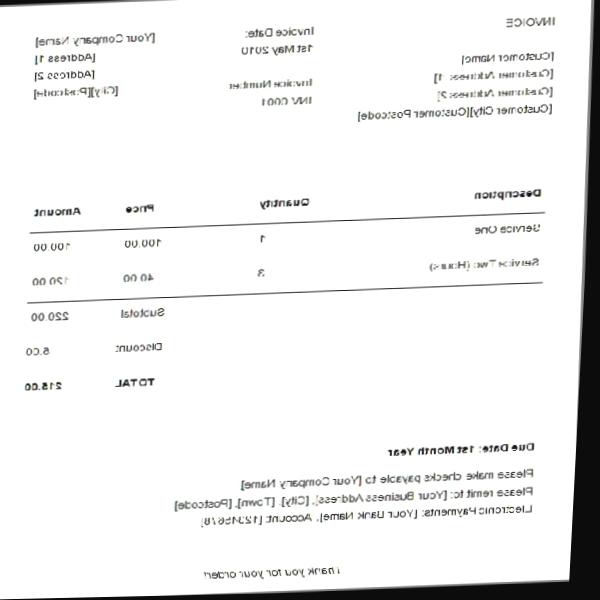 INVOICE
[Customer Name]
[Customer Address 1]
[Customer Address 2]
[Customer City][Customer Postcode]
Invoice Date:
1st May 2010
Invoice Number
INV 0001
[Your Company Name]
[Address 1]
[Address 2]
[City][Postcode]
Description Quantity Price Amount
Service One 1 100.00 100.00
Service Two (Hours) 3 40.00 120.00
Subtotal 220.00
Discount 5.00
TOTAL 215.00
Due Date: 1st Month Year
Please make checks payable to [Your Company Name]
Please remit to: [Your Business Address], [City], [Town], [Postcode]
Electronic Payments: [Your Bank Name], Account: [12345678]
Thank you for your order!